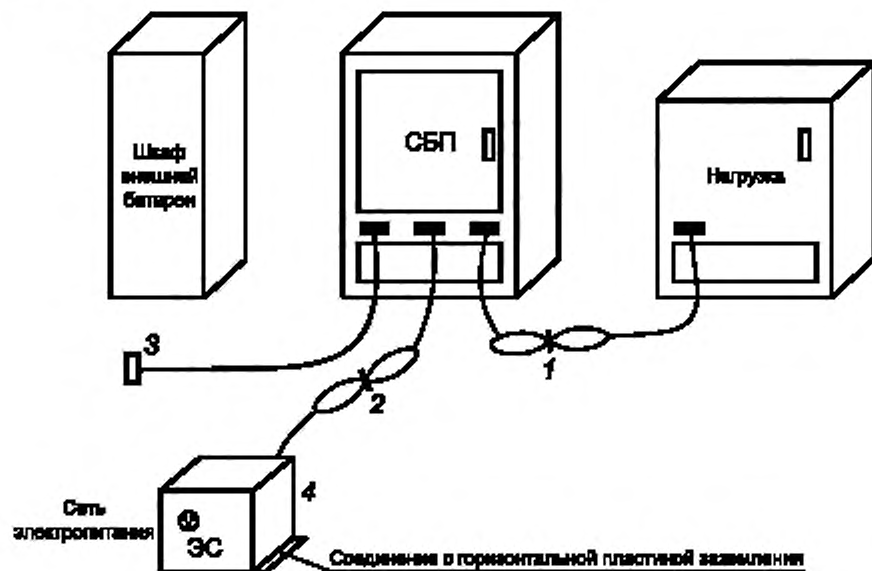 Шкаф
внешней
батареи
СБП
Нагрузка
3
1
2
4
Сеть
электропитания
ЭС
Соединение с горизонтальной пластиной заземления